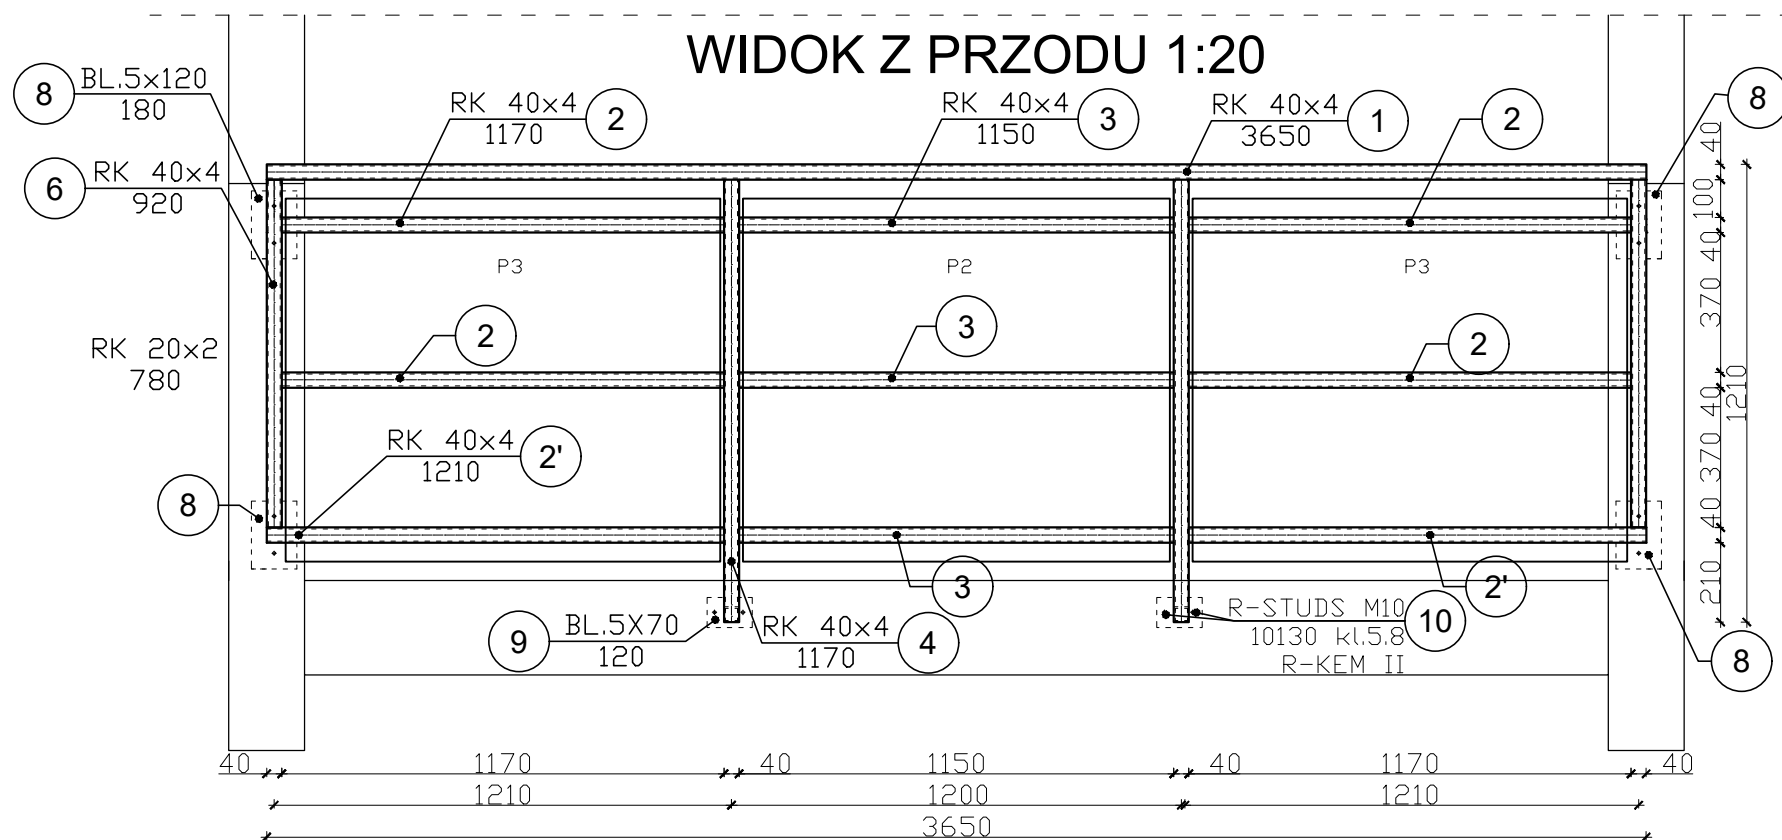 WIDOK Z PRZODU 1:20
8
BL.5x120
180
RK 40x4
1170
2
RK 40x4
1150
3
RK 40x4
3650
1
2
8
6
RK 40x4
920
P3
P2
P3
RK 20x2
780
2
3
2
RK 40x4
1210
2'
8
3
2'
9
BL.5X70
120
RK 40x4
1170
4
R-STUDS M10
10130 kl.5.8
R-KEM II
10
8
40
100
40
370
40
370
40
210
1210
40
1170
40
1150
40
1170
40
1210
1200
1210
3650